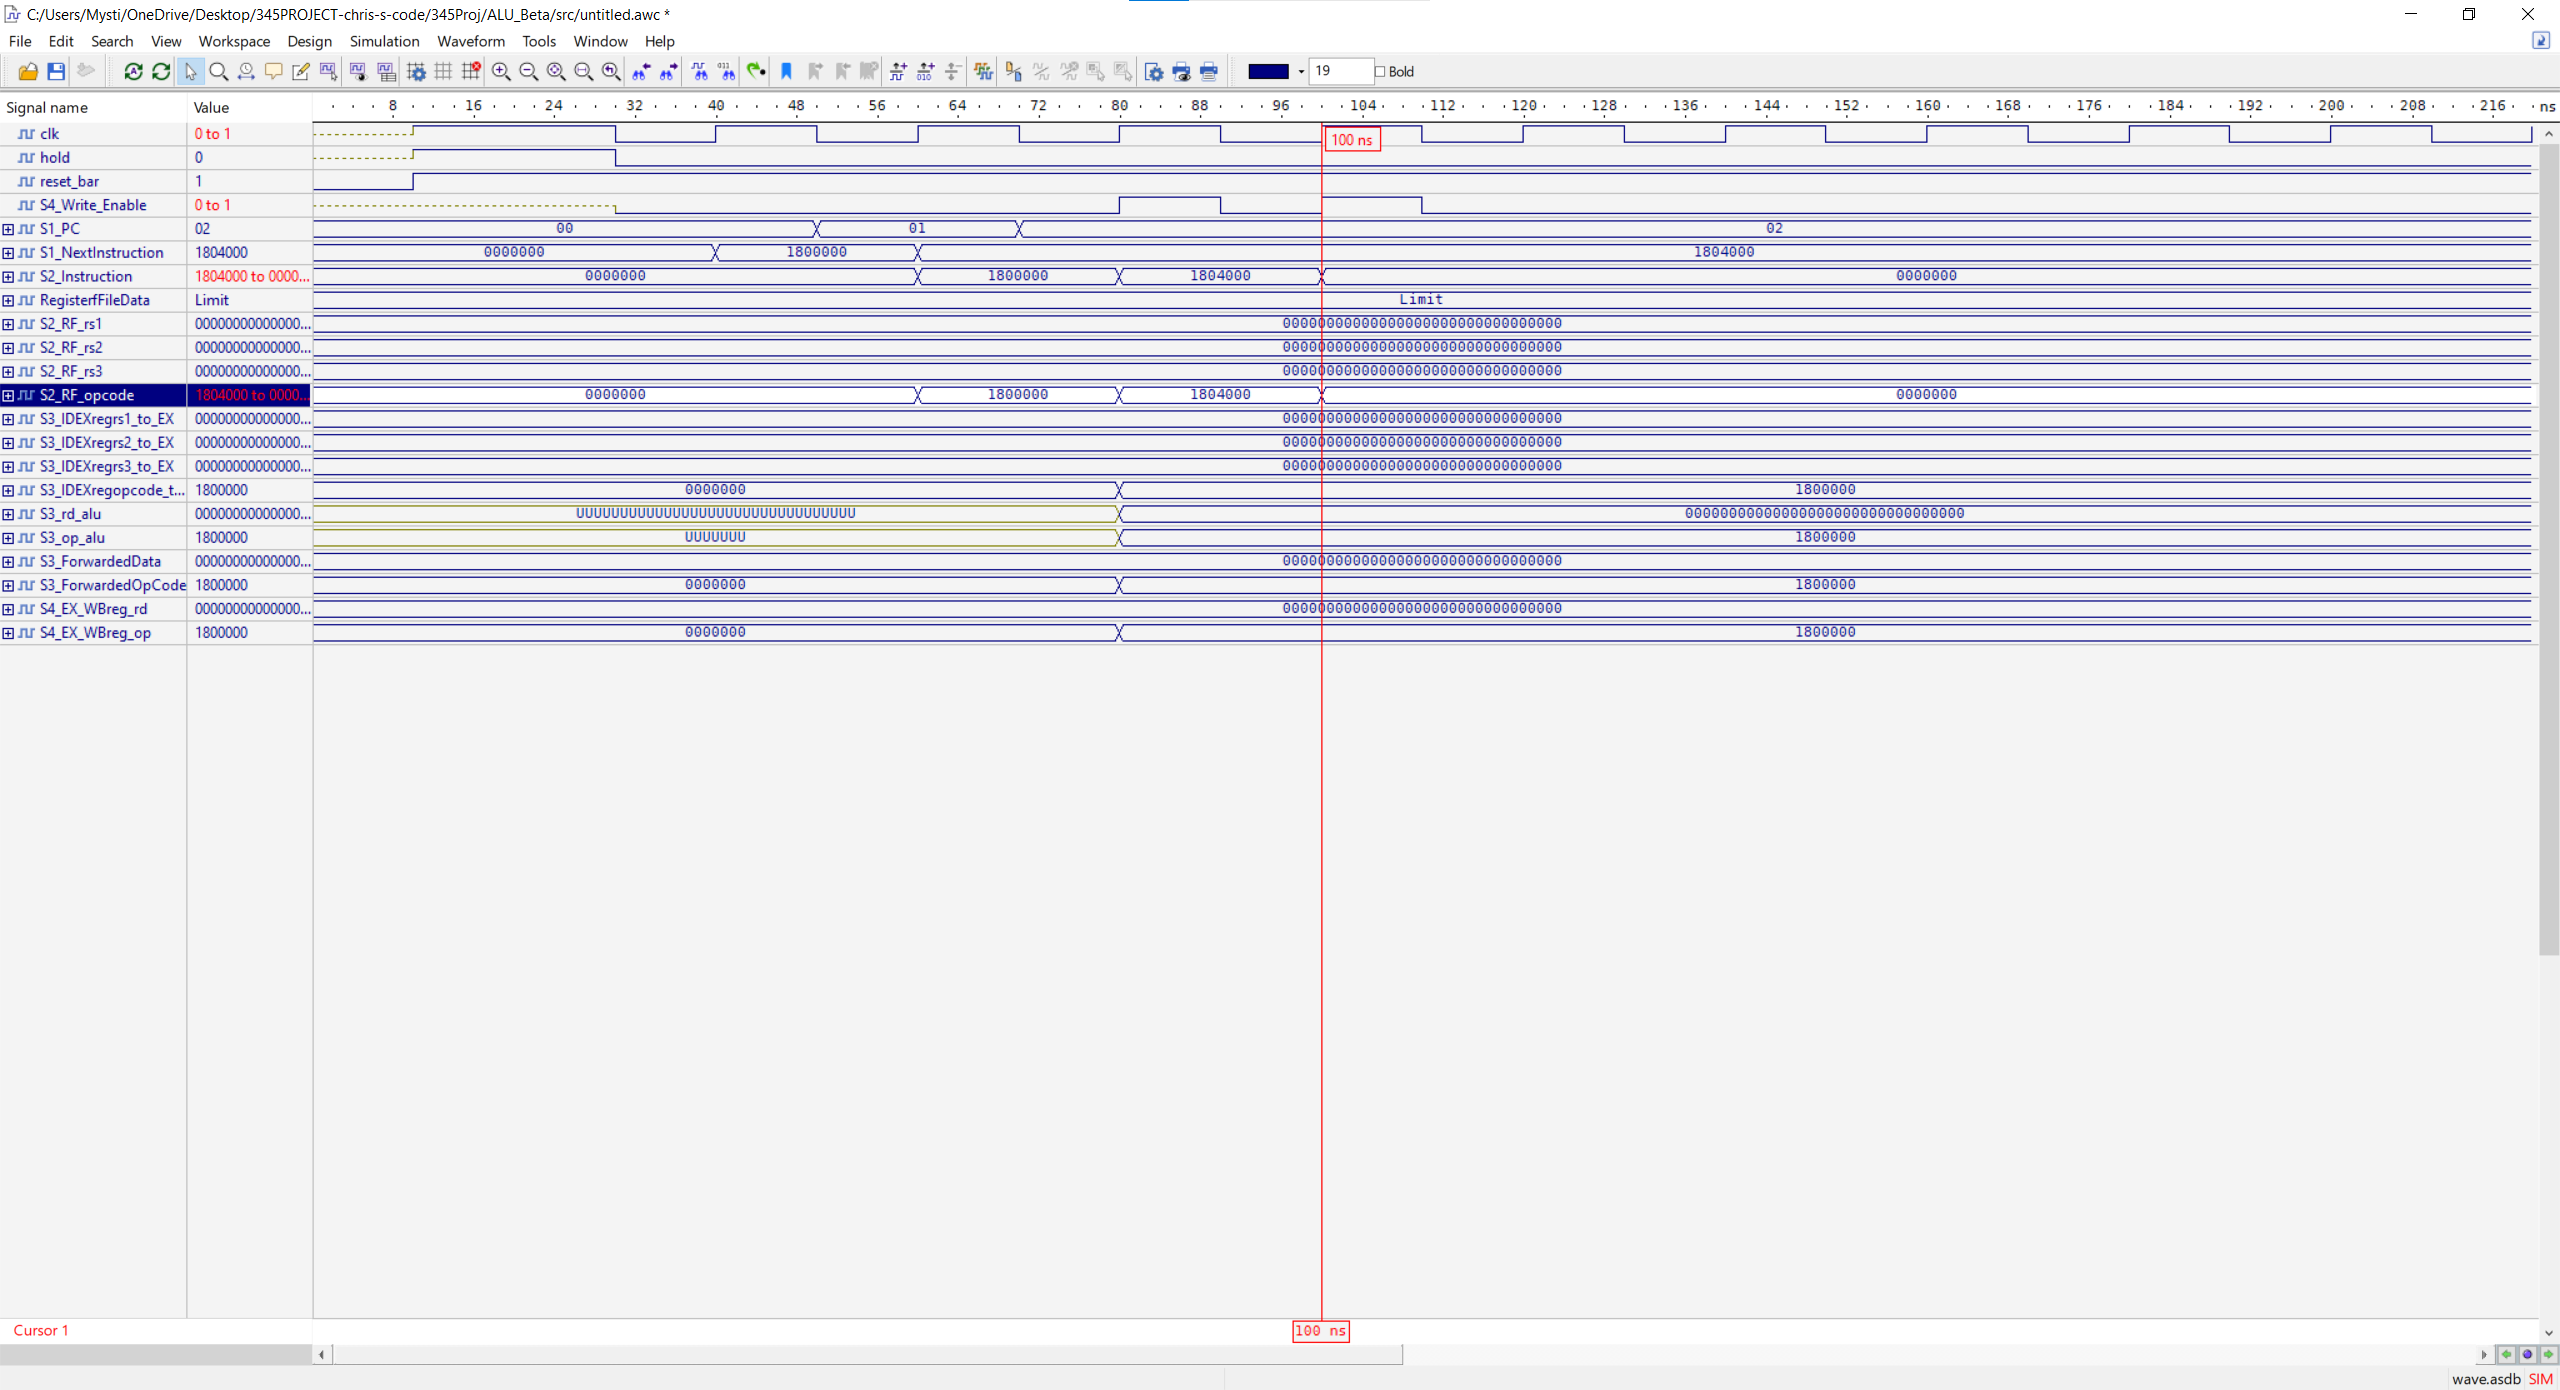 C:/Users/Mysti/OneDrive/Desktop/345PROJECT-chris-s-code/345Proj/ALU_Beta/src/untitled.awc *
File Edit Search View Workspace Design Simulation Waveform Tools Window Help
19 Bold
Signal name Value 8 16 24 32 40 48 56 64 72 80 88 96 104 112 120 128 136 144 152 160 168 176 184 192 200 208 216 ns
clk 0 to 1 100 ns
hold 0
reset_bar 1
S4_Write_Enable 0 to 1
S1_PC 02 00 01 02
S1_NextInstruction 1804000 0000000 1800000 1804000
S2_Instruction 1804000 to 0000... 0000000 1800000 1804000 0000000
RegisterfFileData Limit Limit
S2_RF_rs1 00000000000000... 00000000000000000000000000000000
S2_RF_rs2 00000000000000... 00000000000000000000000000000000
S2_RF_rs3 00000000000000... 00000000000000000000000000000000
S2_RF_opcode 1804000 to 0000... 0000000 1800000 1804000 0000000
S3_IDEXregrs1_to_EX 00000000000000... 00000000000000000000000000000000
S3_IDEXregrs2_to_EX 00000000000000... 00000000000000000000000000000000
S3_IDEXregrs3_to_EX 00000000000000... 00000000000000000000000000000000
S3_IDEXregopcode_t... 1800000 0000000 1800000
S3_rd_alu 00000000000000... UUUUUUUUUUUUUUUUUUUUUUUUUUUUUUUU 00000000000000000000000000000000
S3_op_alu 1800000 UUUUUUU 1800000
S3_ForwardedData 00000000000000... 00000000000000000000000000000000
S3_ForwardedOpCode 1800000 0000000 1800000
S4_EX_WBreg_rd 00000000000000... 00000000000000000000000000000000
S4_EX_WBreg_op 1800000 0000000 1800000
Cursor 1 100 ns
wave.asdb SIM